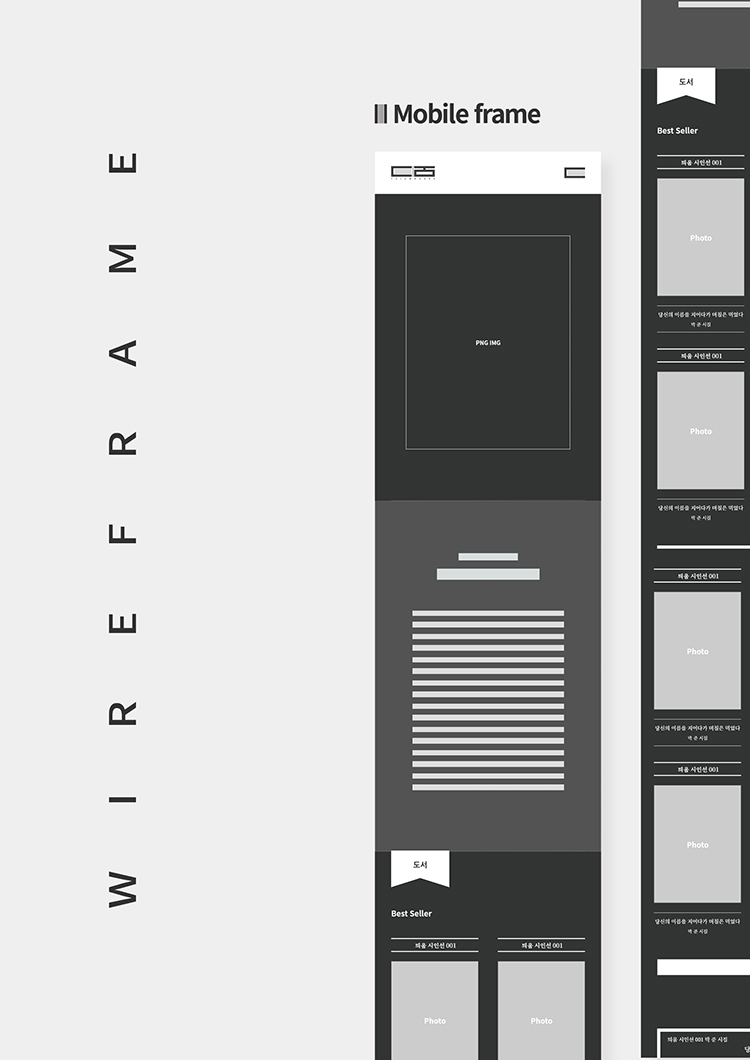 WIREFRAME
Mobile frame
PNG IMG
도서
Best Seller
띄움 시인선 001
띄움 시인선 001
Photo
Photo
도서
Best Seller
띄움 시인선 001
Photo
당신의 이름을 지어다가 며칠은 먹었다
박 준 시집
띄움 시인선 001
Photo
당신의 이름을 지어다가 며칠은 먹었다
박 준 시집
띄움 시인선 001
Photo
당신의 이름을 지어다가 며칠은 먹었다
박 준 시집
띄움 시인선 001
Photo
당신의 이름을 지어다가 며칠은 먹었다
박 준 시집
띄움 시인선 001 박 준 시집